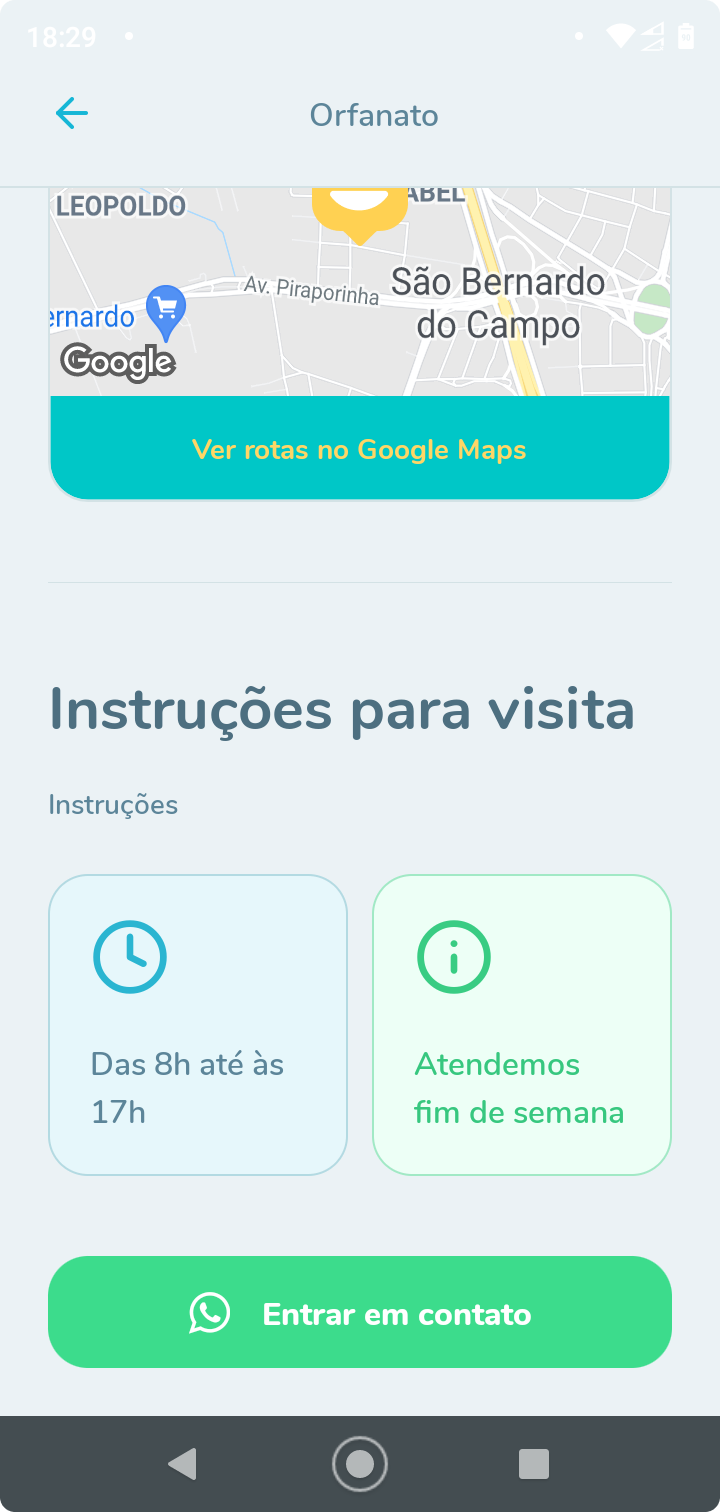 18:29
Orfanato
LEOPOLDO
ABEL
São Bernardo
do Campo
Av. Piraporinha
ernardo
Google
Ver rotas no Google Maps
Instruções para visita
Instruções
Das 8h até às
17h
Atendemos
fim de semana
Entrar em contato